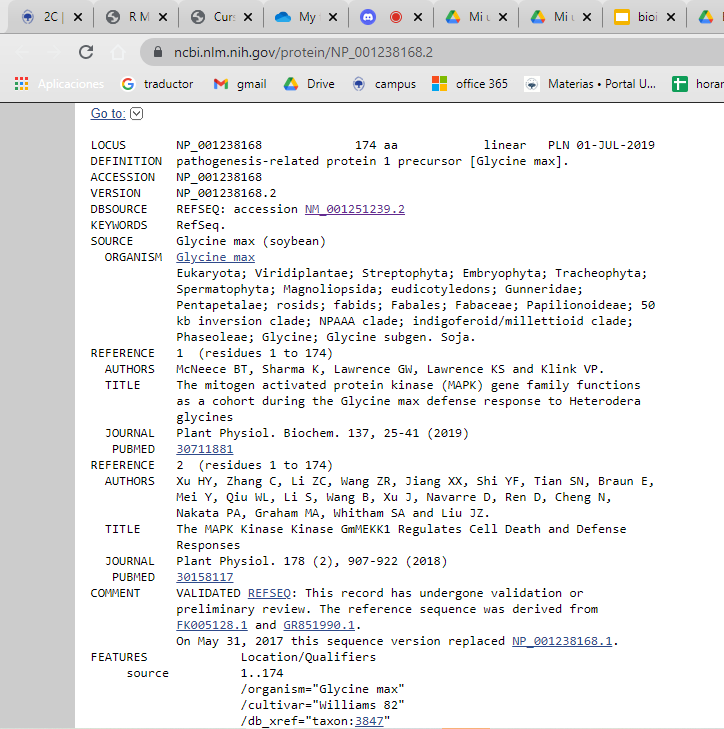 2C |
R M
Curs
My
Mi u
Mi u
bioi
ncbi.nlm.nih.gov/protein/NP_001238168.2
Aplicaciones
traductor
gmail
Drive
campus
office 365
Materias • Portal U...
horar
Go to:
LOCUS NP_001238168 174 aa linear PLN 01-JUL-2019
DEFINITION pathogenesis-related protein 1 precursor [Glycine max].
ACCESSION NP_001238168
VERSION NP_001238168.2
DBSOURCE REFSEQ: accession NM_001251239.2
KEYWORDS RefSeq.
SOURCE Glycine max (soybean)
ORGANISM Glycine max
Eukaryota; Viridiplantae; Streptophyta; Embryophyta; Tracheophyta;
Spermatophyta; Magnoliopsida; eudicotyledons; Gunneridae;
Pentapetalae; rosids; fabids; Fabales; Fabaceae; Papilionoideae; 50
kb inversion clade; NPAAA clade; indigoferoid/millettioid clade;
Phaseoleae; Glycine; Glycine subgen. Soja.
REFERENCE 1 (residues 1 to 174)
AUTHORS McNeece BT, Sharma K, Lawrence GW, Lawrence KS and Klink VP.
TITLE The mitogen activated protein kinase (MAPK) gene family functions
as a cohort during the Glycine max defense response to Heterodera
glycines
JOURNAL Plant Physiol. Biochem. 137, 25-41 (2019)
PUBMED 30711881
REFERENCE 2 (residues 1 to 174)
AUTHORS Xu HY, Zhang C, Li ZC, Wang ZR, Jiang XX, Shi YF, Tian SN, Braun E,
Mei Y, Qiu WL, Li S, Wang B, Xu J, Navarre D, Ren D, Cheng N,
Nakata PA, Graham MA, Whitham SA and Liu JZ.
TITLE The MAPK Kinase Kinase GmMEKK1 Regulates Cell Death and Defense
Responses
JOURNAL Plant Physiol. 178 (2), 907-922 (2018)
PUBMED 30158117
COMMENT VALIDATED REFSEQ: This record has undergone validation or
preliminary review. The reference sequence was derived from
FK005128.1 and GR851990.1.
On May 31, 2017 this sequence version replaced NP_001238168.1.
FEATURES Location/Qualifiers
source 1..174
/organism="Glycine max"
/cultivar="Williams 82"
/db_xref="taxon:3847"